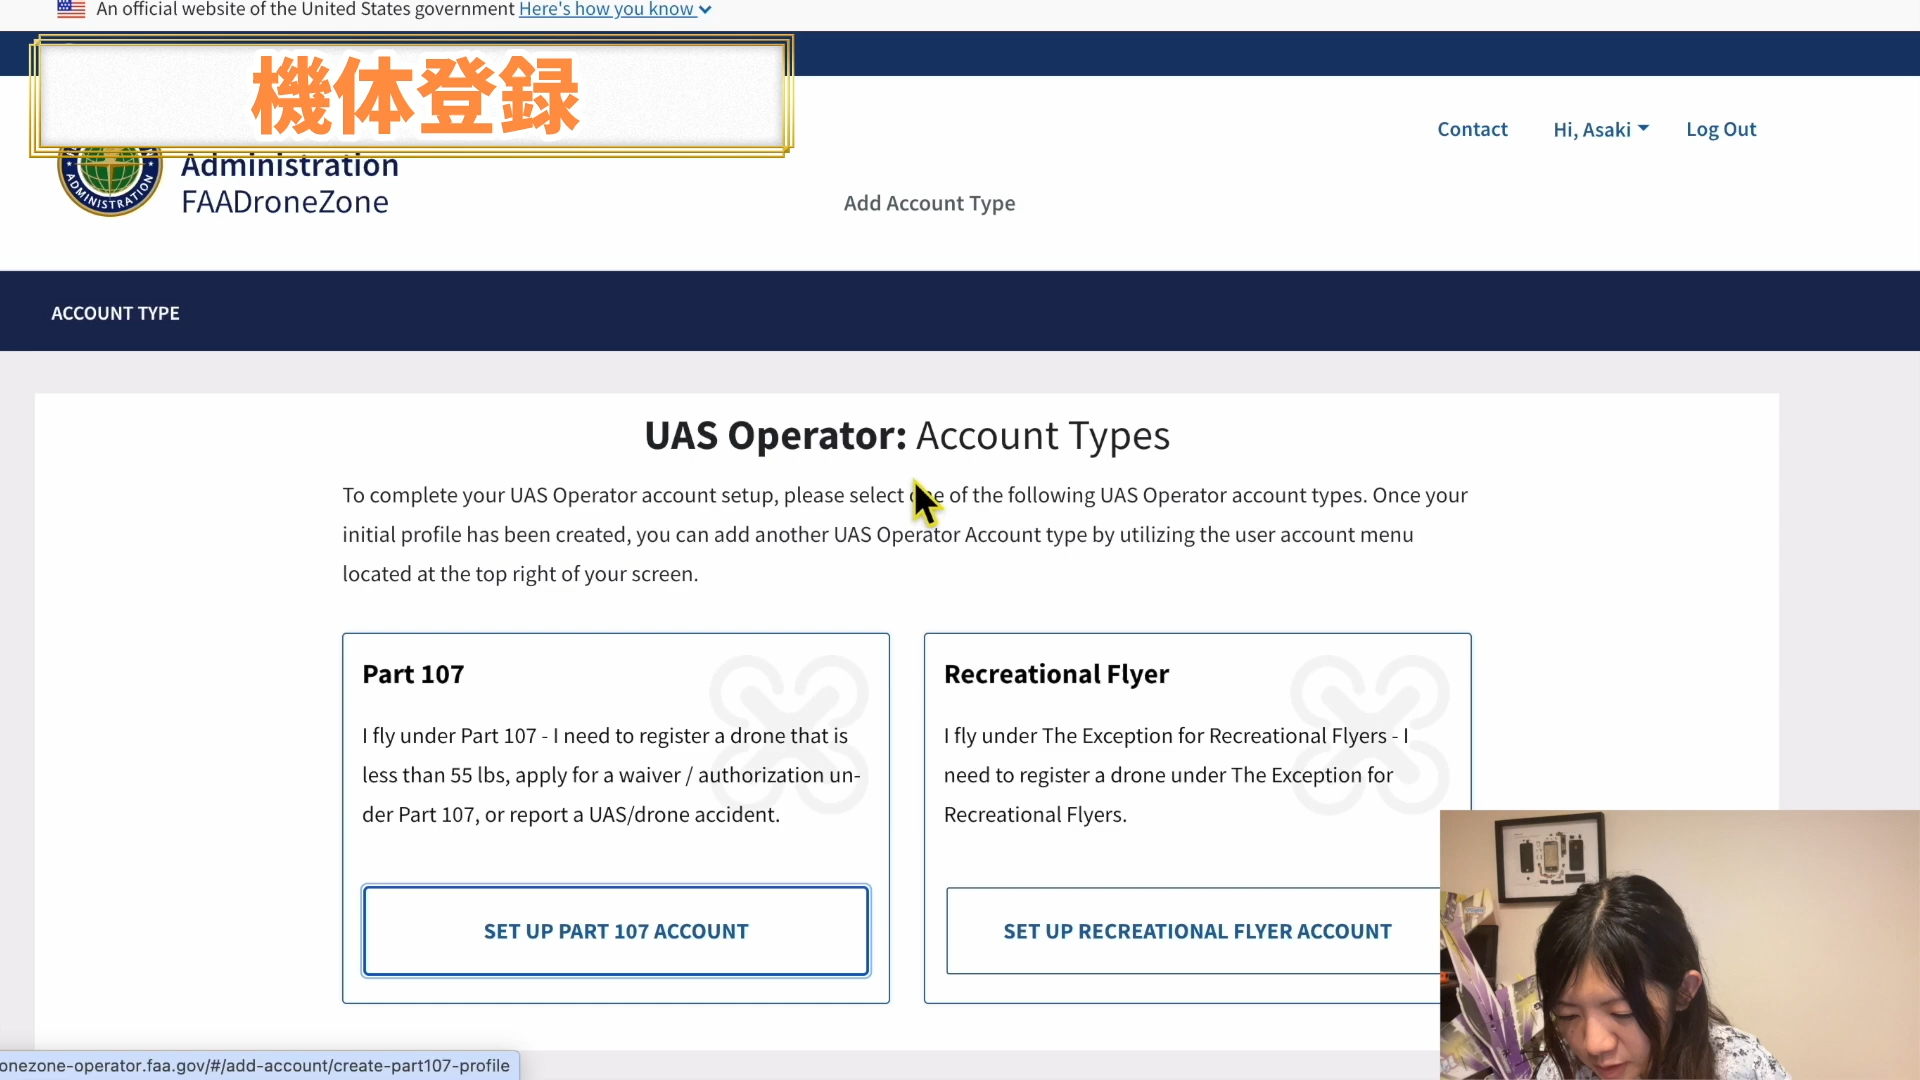 An official website of the United States government Here's how you know
機体登録
Administration
FAADroneZone
ADMINISTRATION
Contact
Hi, Asaki
Log Out
Add Account Type
ACCOUNT TYPE
UAS Operator: Account Types
To complete your UAS Operator account setup, please select one of the following UAS Operator account types. Once your
initial profile has been created, you can add another UAS Operator Account type by utilizing the user account menu
located at the top right of your screen.
Part 107
I fly under Part 107 - I need to register a drone that is
less than 55 lbs, apply for a waiver / authorization un-
der Part 107, or report a UAS/drone accident.
SET UP PART 107 ACCOUNT
Recreational Flyer
I fly under The Exception for Recreational Flyers - I
need to register a drone under The Exception for
Recreational Flyers.
SET UP RECREATIONAL FLYER ACCOUNT
onezone-operator.faa.gov/#/add-account/create-part107-profile